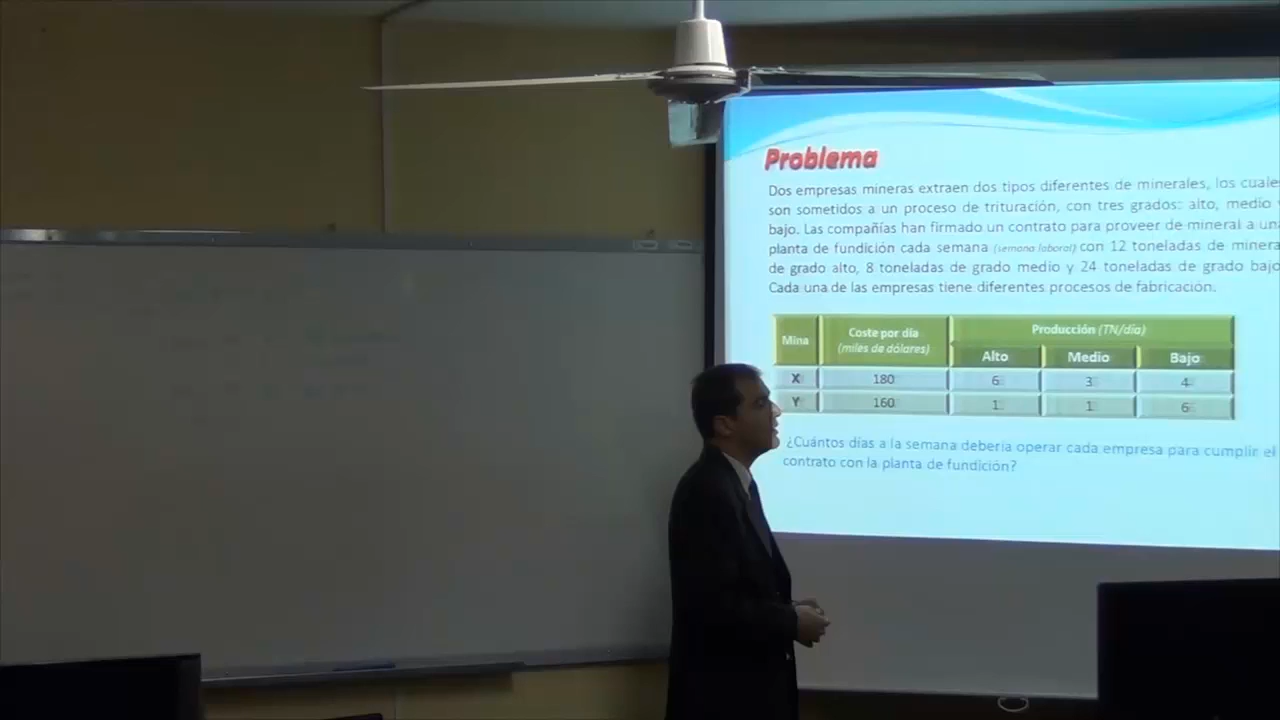 Problema
Dos empresas mineras extraen dos tipos diferentes de minerales, los cuale
son sometidos a un proceso de trituración, con tres grados: alto, medio y
bajo. Las compañías han firmado un contrato para proveer de mineral a una
planta de fundición cada semana (semana laboral) con 12 toneladas de minera
de grado alto, 8 toneladas de grado medio y 24 toneladas de grado bajo
Cada una de las empresas tiene diferentes procesos de fabricación.
Mina Coste por día (miles de dólares) Producción (TN/día)
Alto Medio Bajo
X 180 6 3 4
Y 160 1 1 6
¿Cuántos días a la semana debería operar cada empresa para cumplir el
contrato con la planta de fundición?